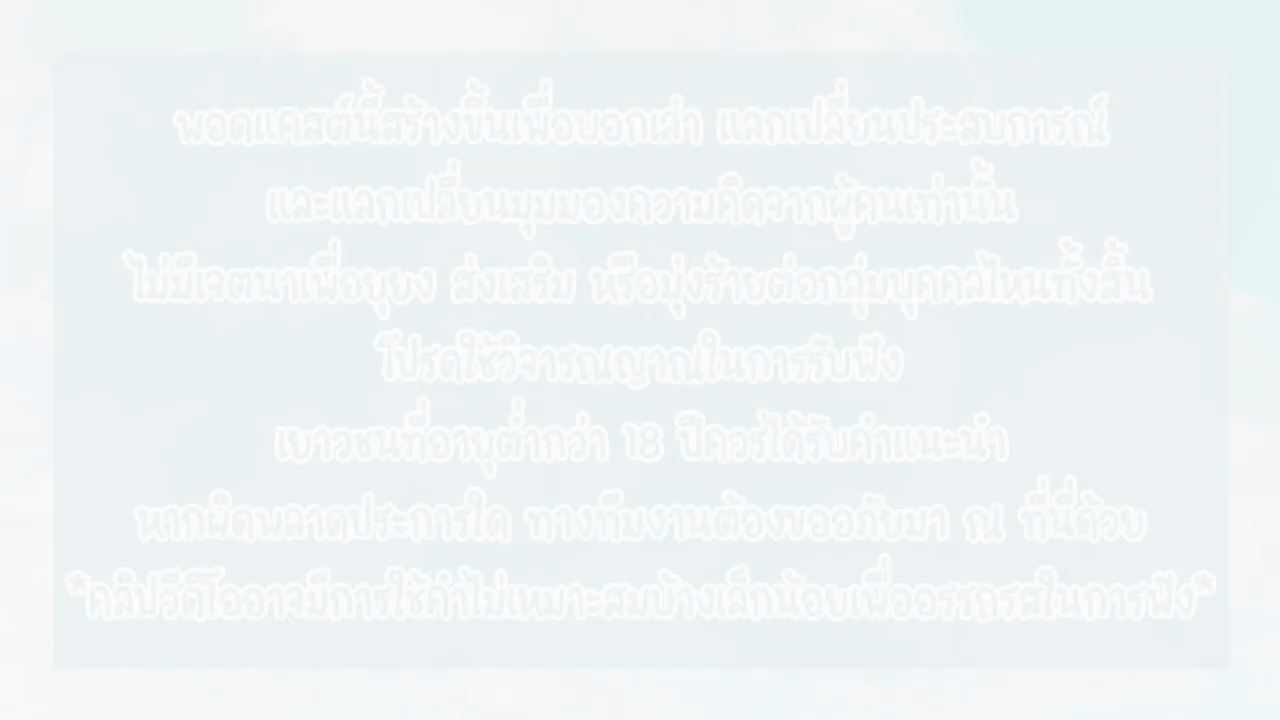 พอดแคสต์นี้สร้างขึ้นเพื่อบอกเล่า แลกเปลี่ยนประสบการณ์
และแลกเปลี่ยนมุมมองความคิดจากผู้คนเท่านั้น
ไม่มีเจตนาเพื่อยุยง ส่งเสริม หรือมุ่งร้ายต่อกลุ่มบุคคลไหนทั้งสิ้น
โปรดใช้วิจารณญาณในการรับฟัง
เยาวชนที่อายุต่ำกว่า 18 ปีควรได้รับคำแนะนำ
หากผิดพลาดประการใด ทางทีมงานต้องขออภัยมา ณ ที่นี่ด้วย
*คลิปวีดีโออาจมีการใช้คำไม่เหมาะสมบ้างเล็กน้อยเพื่ออรรถรสในการฟัง*